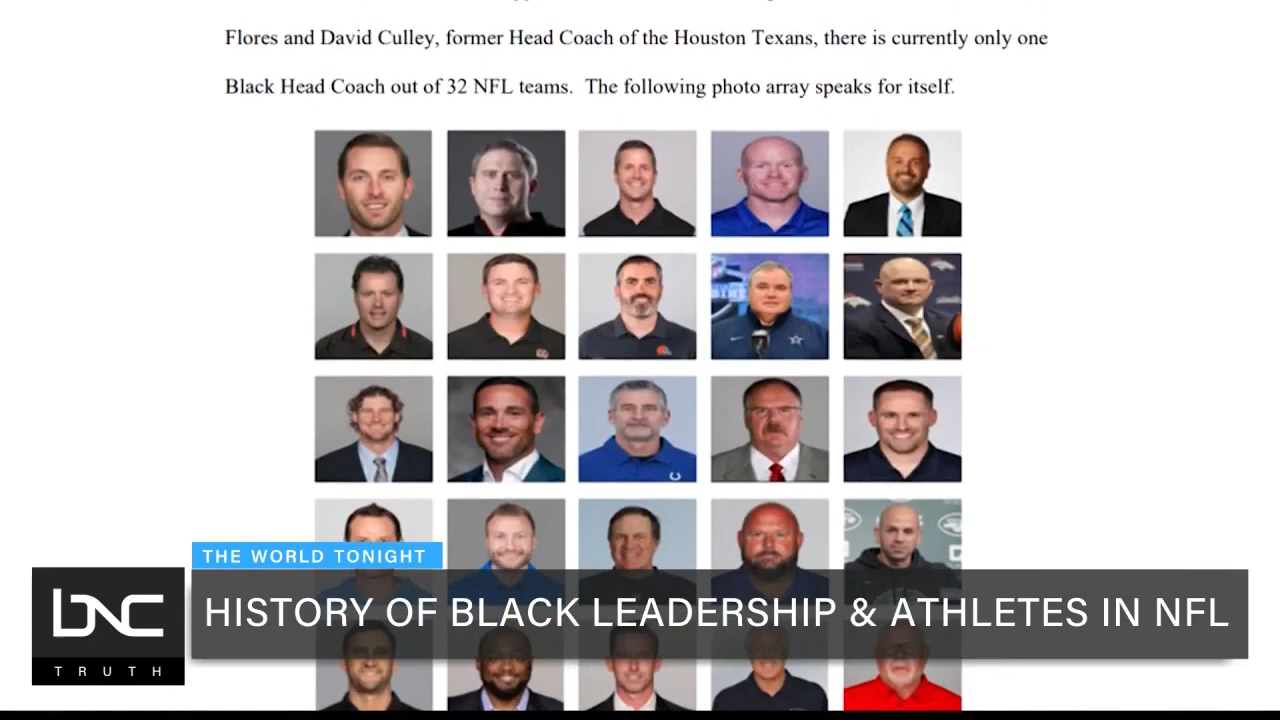 Flores and David Culley, former Head Coach of the Houston Texans, there is currently only one
Black Head Coach out of 32 NFL teams. The following photo array speaks for itself.
THE WORLD TONIGHT
BNC
HISTORY OF BLACK LEADERSHIP & ATHLETES IN NFL
TRUTH